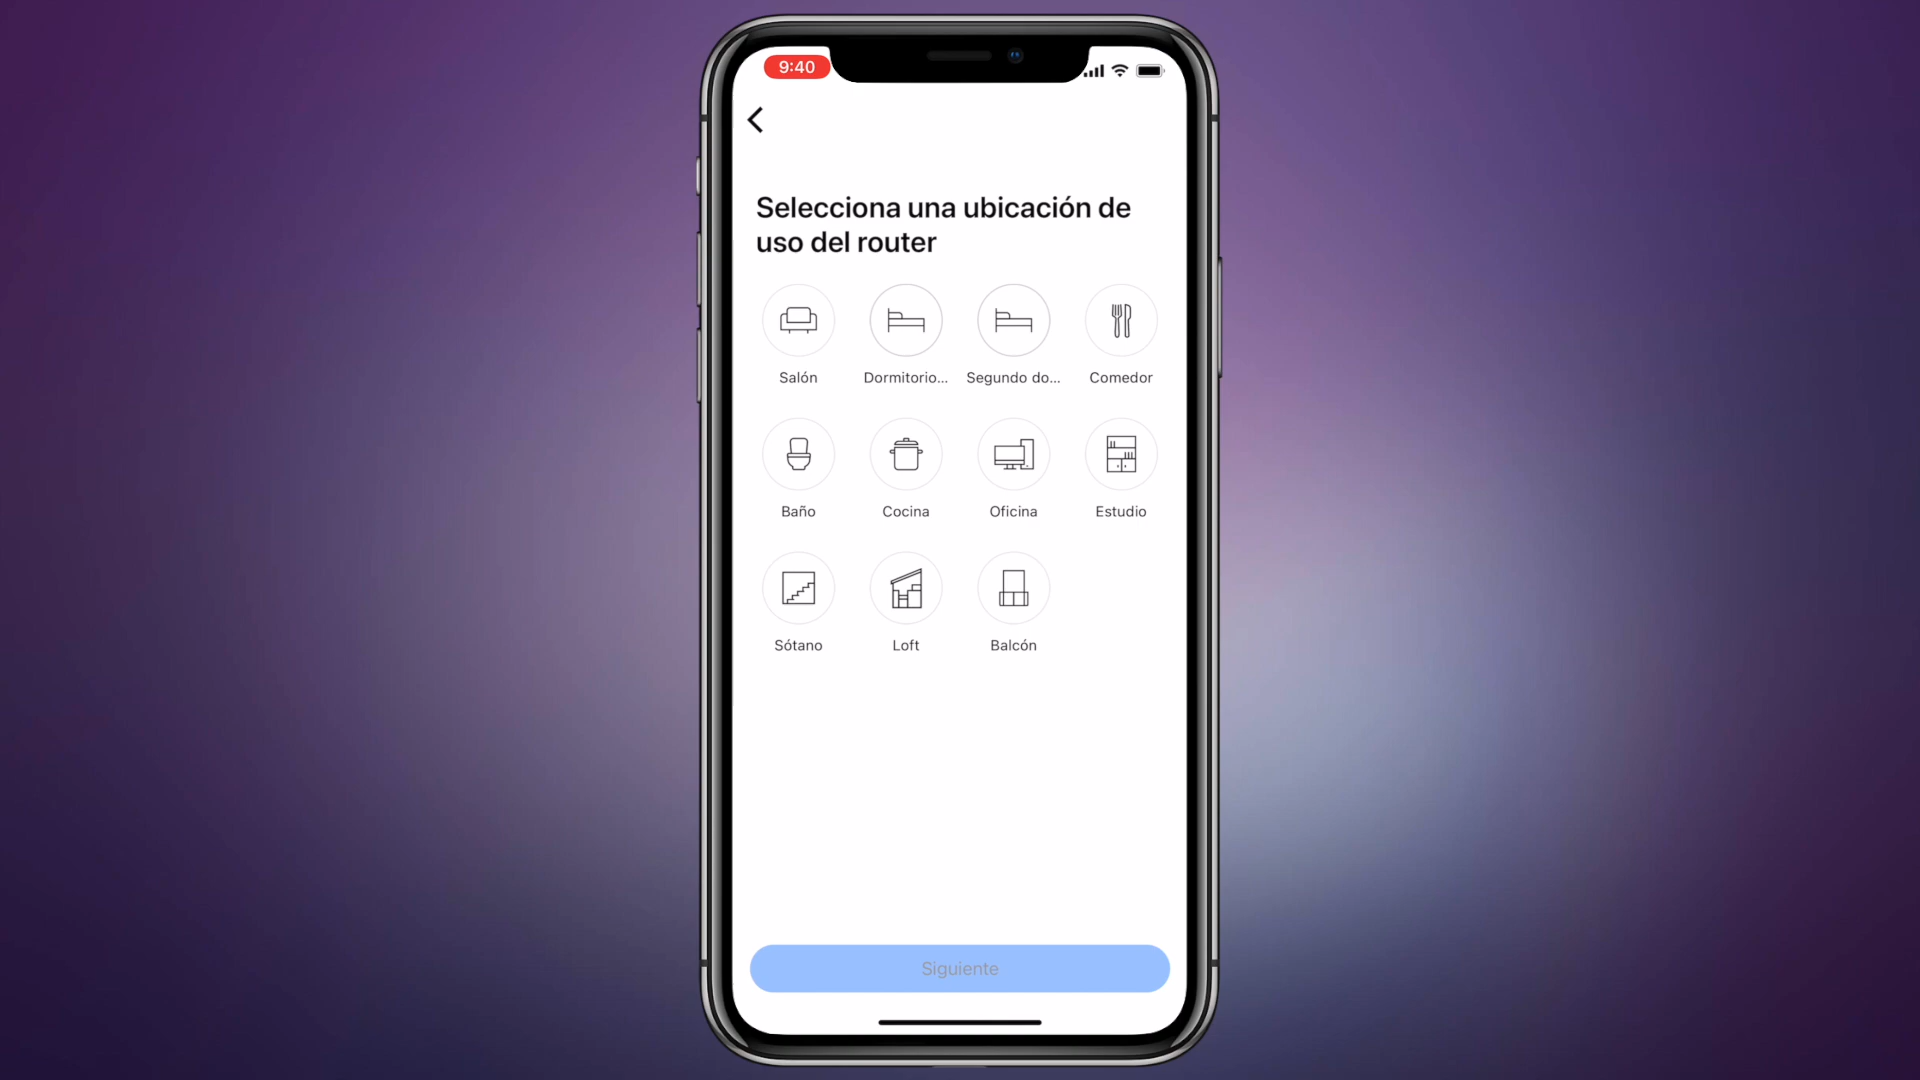 9:40
Selecciona una ubicación de
uso del router
Salón
Dormitorio...
Segundo do...
Comedor
Baño
Cocina
Oficina
Estudio
Sótano
Loft
Balcón
Siguiente